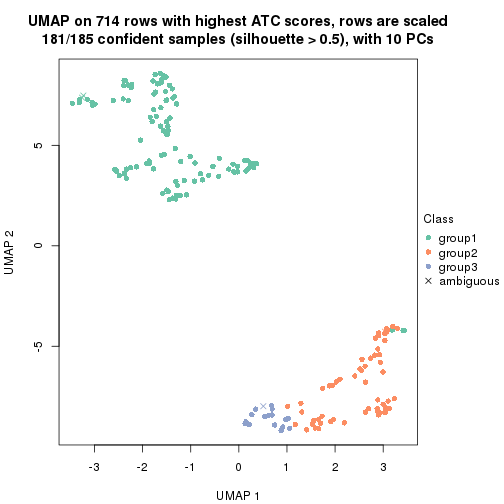 UMAP on 714 rows with highest ATC scores, rows are scaled
181/185 confident samples (silhouette > 0.5), with 10 PCs
5
0
-5
UMAP 2
-3
-2
-1
0
1
2
3
UMAP 1
Class
group1
group2
group3
ambiguous